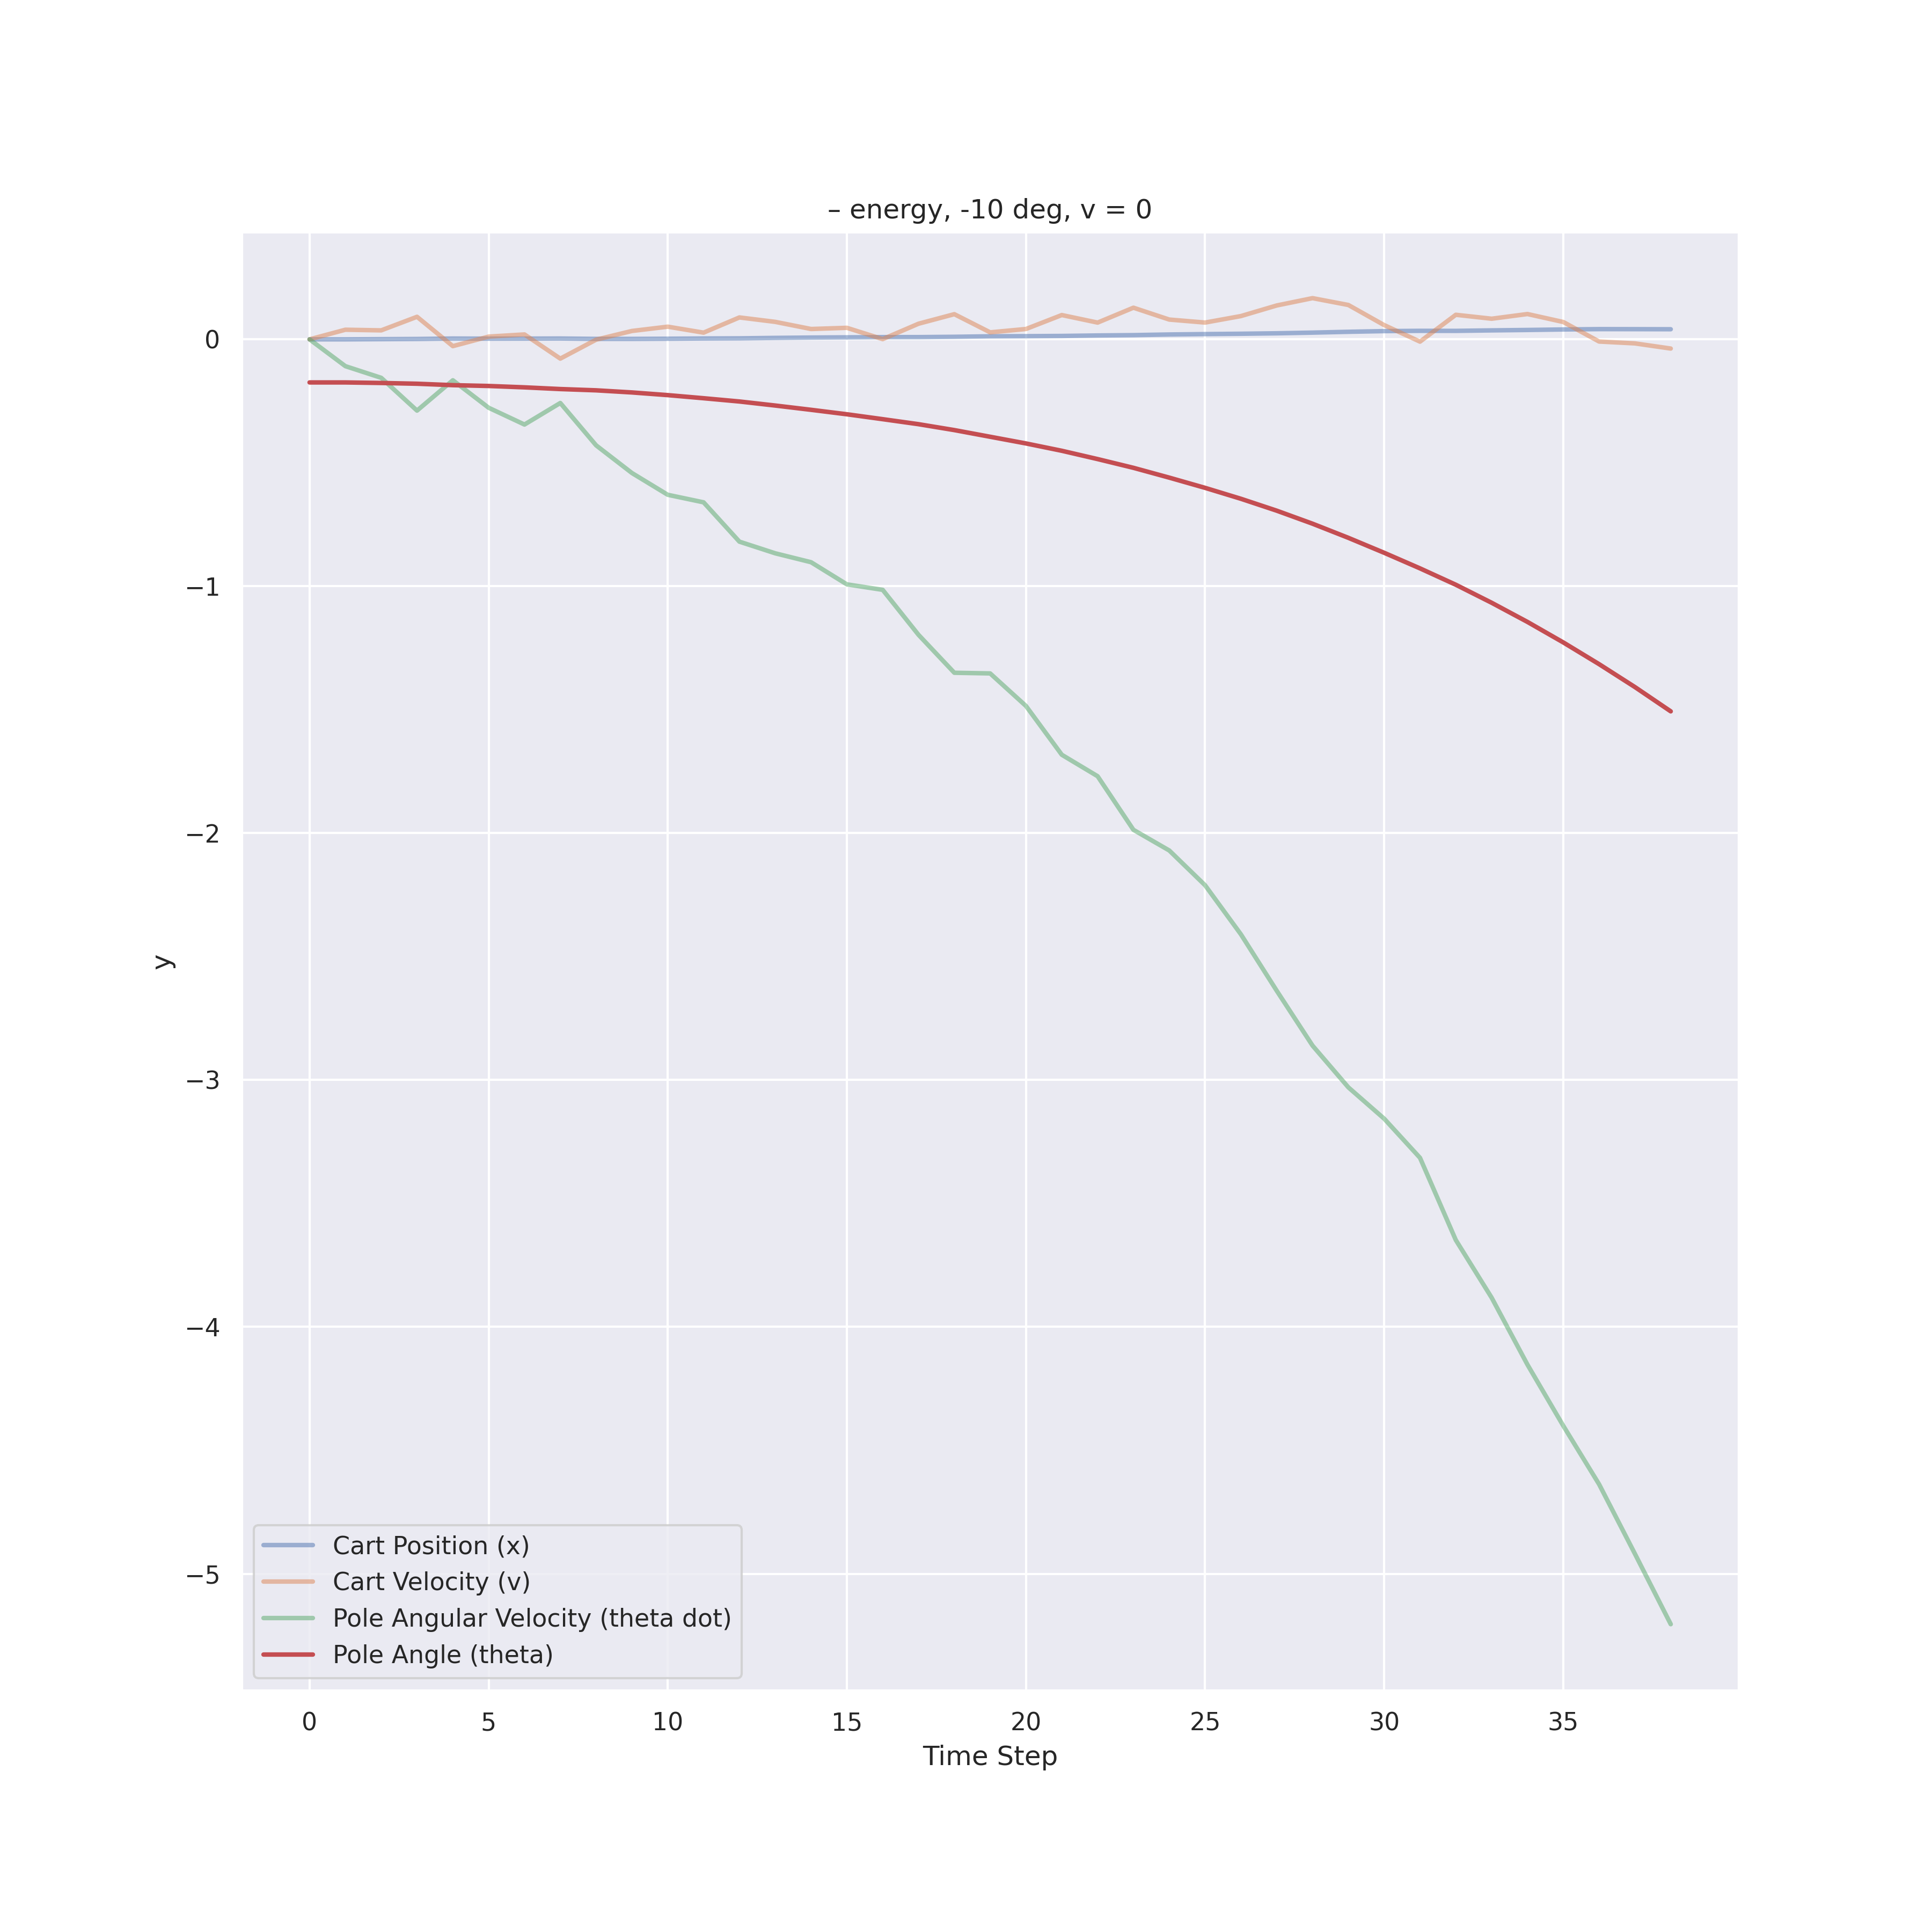 – energy, -10 deg, v = 0
0
−1
−2
−3
−4
−5
y
Cart Position (x)
Cart Velocity (v)
Pole Angular Velocity (theta dot)
Pole Angle (theta)
0 5 10 15 20 25 30 35
Time Step